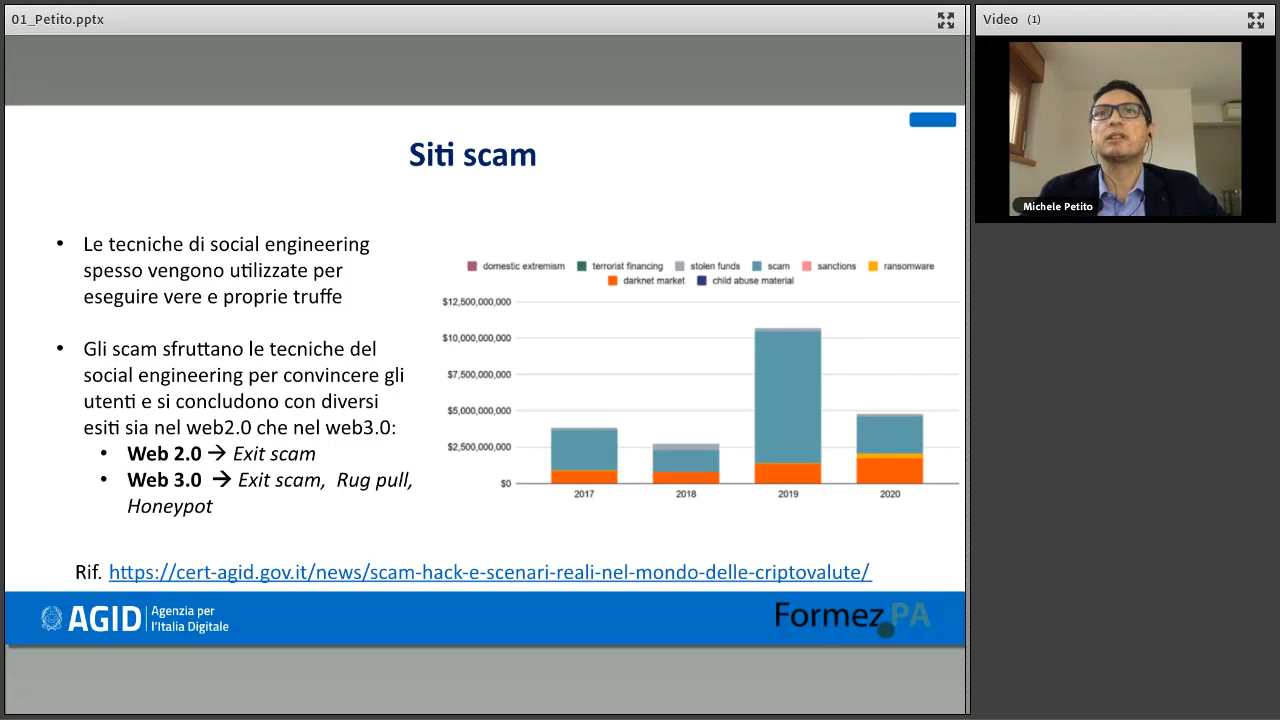 01_Petito.pptx
Video (1)
Michele Petito
Siti scam
• Le tecniche di social engineering
spesso vengono utilizzate per
eseguire vere e proprie truffe
• Gli scam sfruttano le tecniche del
social engineering per convincere gli
utenti e si concludono con diversi
esiti sia nel web2.0 che nel web3.0:
• Web 2.0 → Exit scam
• Web 3.0 → Exit scam, Rug pull,
Honeypot
domestic extremism terrorist financing stolen funds scam sanctions ransomware
darknet market child abuse material
$12,500,000,000
$10,000,000,000
$7,500,000,000
$5,000,000,000
$2,500,000,000
$0
2017 2018 2019 2020
Rif. https://cert-agid.gov.it/news/scam-hack-e-scenari-reali-nel-mondo-delle-criptovalute/
AGID Agenzia per
l'Italia Digitale
Formez PA